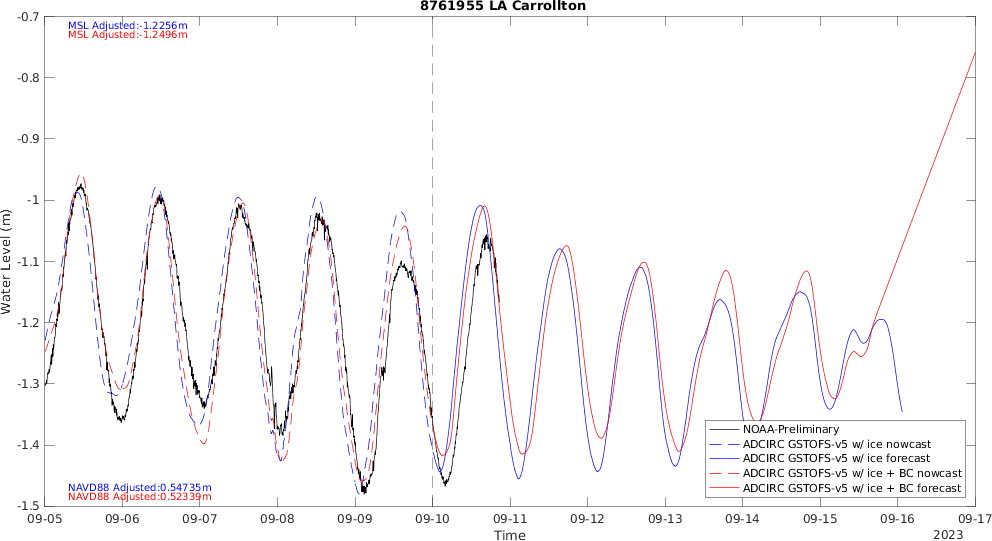 8761955 LA Carrollton
MSL Adjusted:-1.2256m
MSL Adjusted:-1.2496m
Water Level (m)
-0.7
-0.8
-0.9
-1
-1.1
-1.2
-1.3
-1.4
-1.5
NOAA-Preliminary
ADCIRC GSTOFS-v5 w/ ice nowcast
ADCIRC GSTOFS-v5 w/ ice forecast
ADCIRC GSTOFS-v5 w/ ice + BC nowcast
ADCIRC GSTOFS-v5 w/ ice + BC forecast
NAVD88 Adjusted:0.54735m
NAVD88 Adjusted:0.52339m
09-05 09-06 09-07 09-08 09-09 09-10 09-11 09-12 09-13 09-14 09-15 09-16 09-17
Time
2023